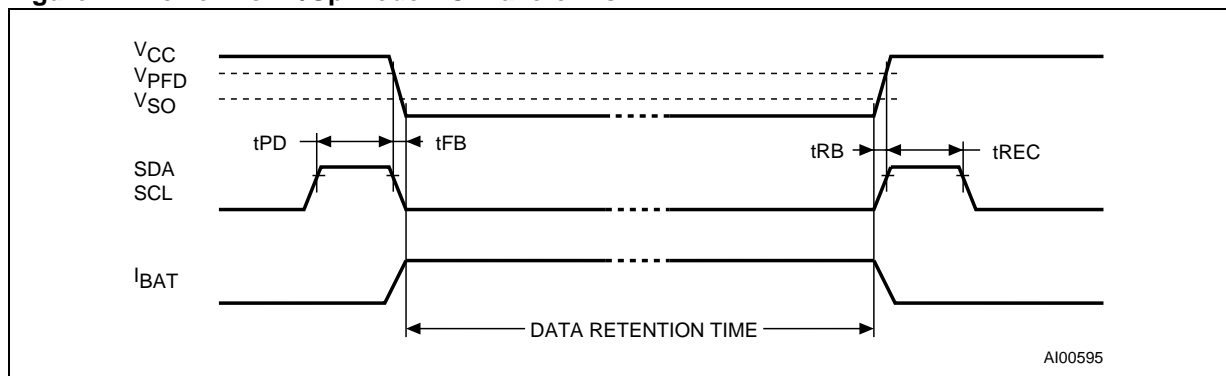 VCC
VPFD
VSO
tPD
tFB
tRB
tREC
SDA
SCL
IBAT
DATA RETENTION TIME
AI00595